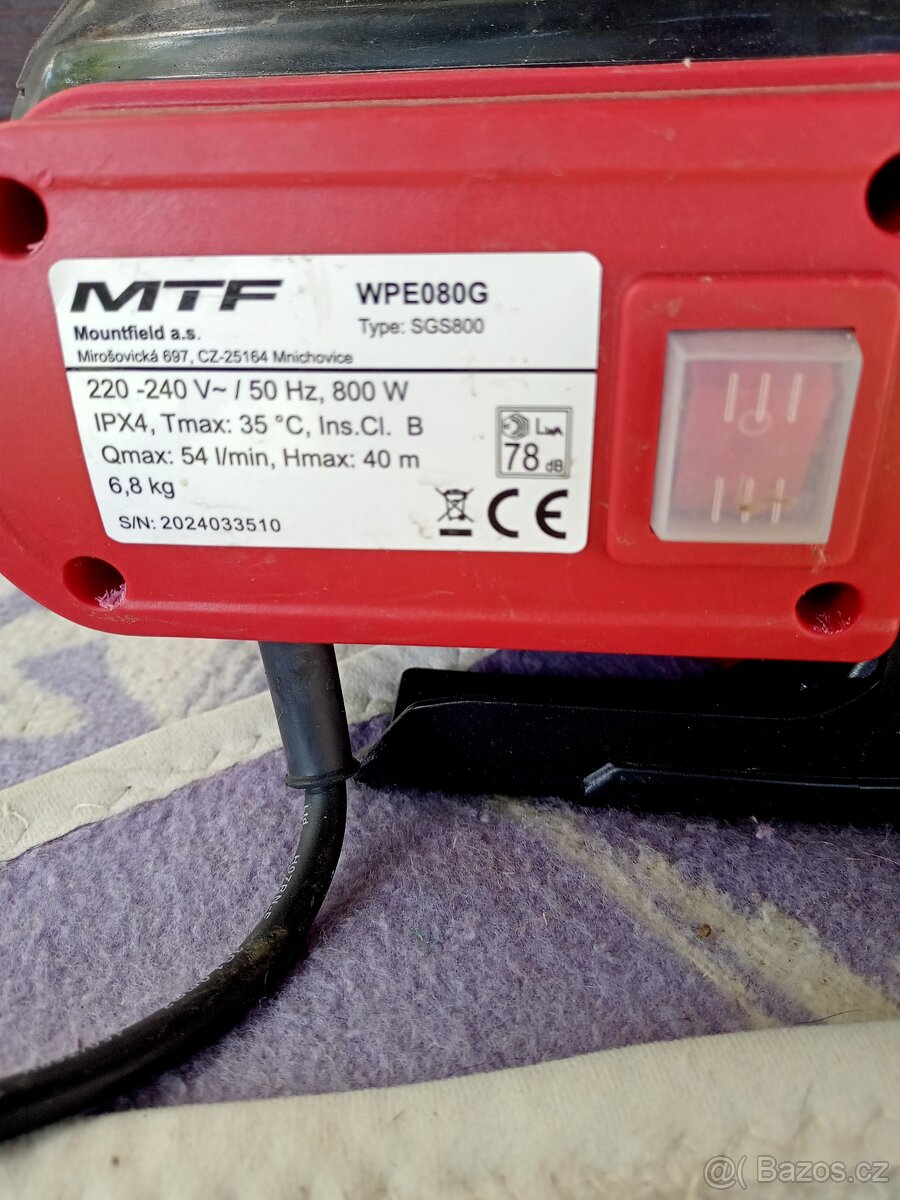 MTF WPE080G
Mountfield a.s. Type: SGS800
Mirošovická 697, CZ-25164 Mnichovice
220 -240 V~ / 50 Hz, 800 W
IPX4, Tmax: 35 °C, Ins.Cl. B
Qmax: 54 l/min, Hmax: 40 m
6,8 kg
S/N: 2024033510
LWA
78 dB
CE
@( Bazos.cz